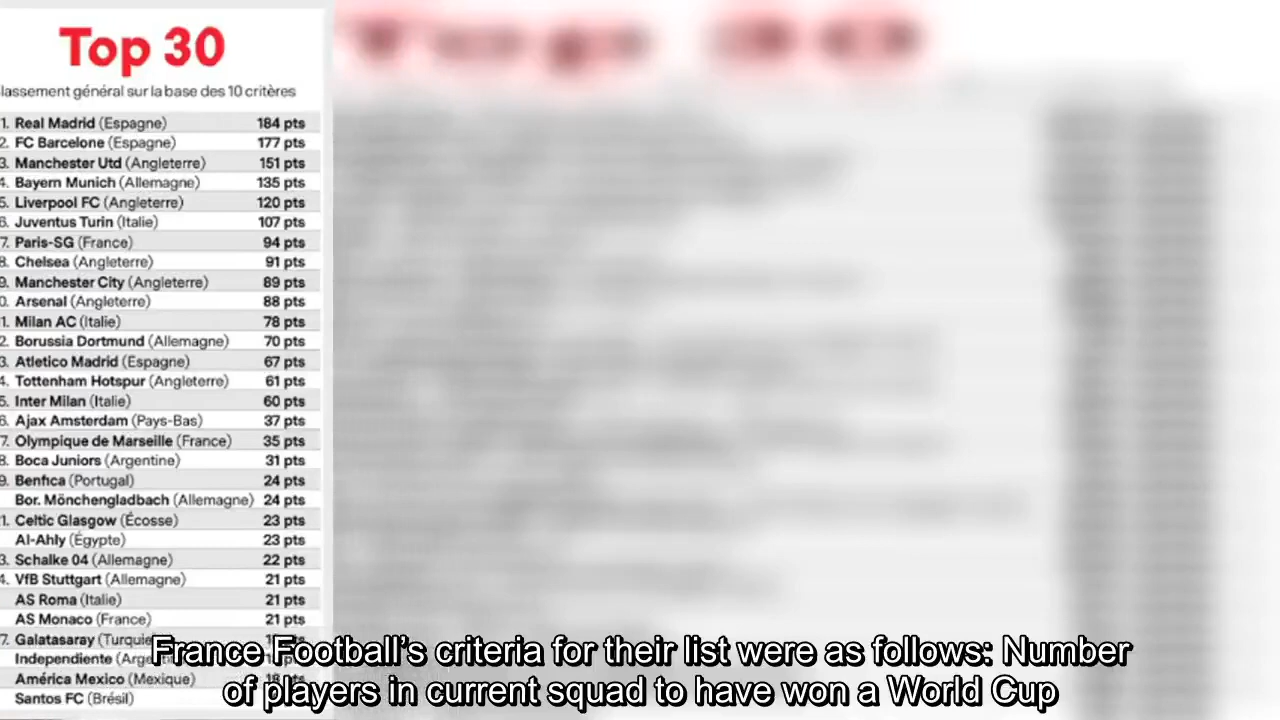 Top 30
lassement général sur la base des 10 critères
1. Real Madrid (Espagne) 184 pts
2. FC Barcelone (Espagne) 177 pts
3. Manchester Utd (Angleterre) 151 pts
4. Bayern Munich (Allemagne) 135 pts
5. Liverpool FC (Angleterre) 120 pts
6. Juventus Turin (Italie) 107 pts
7. Paris-SG (France) 94 pts
8. Chelsea (Angleterre) 91 pts
9. Manchester City (Angleterre) 89 pts
0. Arsenal (Angleterre) 88 pts
1. Milan AC (Italie) 78 pts
2. Borussia Dortmund (Allemagne) 70 pts
3. Atletico Madrid (Espagne) 67 pts
4. Tottenham Hotspur (Angleterre) 61 pts
5. Inter Milan (Italie) 60 pts
6. Ajax Amsterdam (Pays-Bas) 37 pts
7. Olympique de Marseille (France) 35 pts
8. Boca Juniors (Argentine) 31 pts
9. Benfica (Portugal) 24 pts
Bor. Mönchengladbach (Allemagne) 24 pts
1. Celtic Glasgow (Écosse) 23 pts
Al-Ahly (Égypte) 23 pts
3. Schalke 04 (Allemagne) 22 pts
4. VfB Stuttgart (Allemagne) 21 pts
AS Roma (Italie) 21 pts
AS Monaco (France) 21 pts
7. Galatasaray (Turquie
Independiente
América Mexico (Mexique)
Santos FC (Brésil)
France Football's criteria for their list were as follows: Number
of players in current squad to have won a World Cup